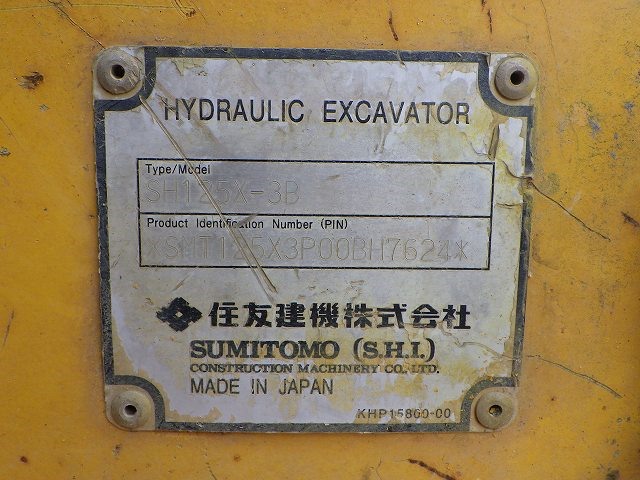 HYDRAULIC EXCAVATOR
Type/Model
SH125X-3B
Product Identification Number (PIN)
*SMT125X3P00BH7624*
住友建機株式会社
SUMITOMO (S.H.I.)
CONSTRUCTION MACHINERY CO., LTD.
MADE IN JAPAN
KHP15860-00